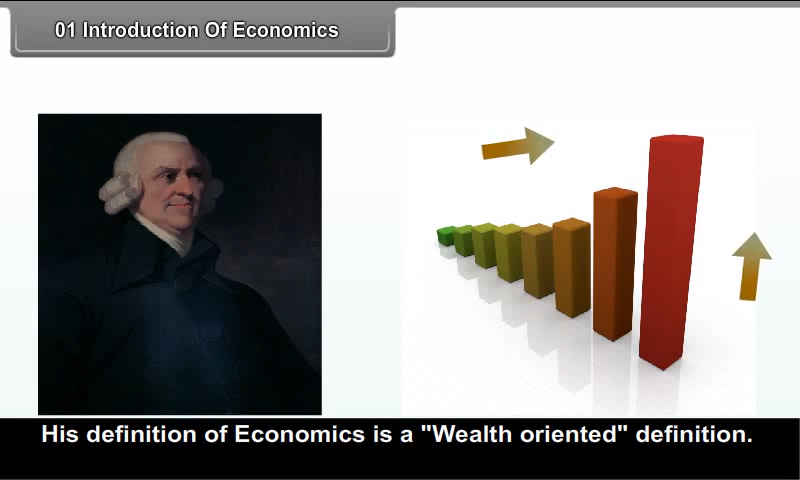 01 Introduction Of Economics
His definition of Economics is a "Wealth oriented" definition.